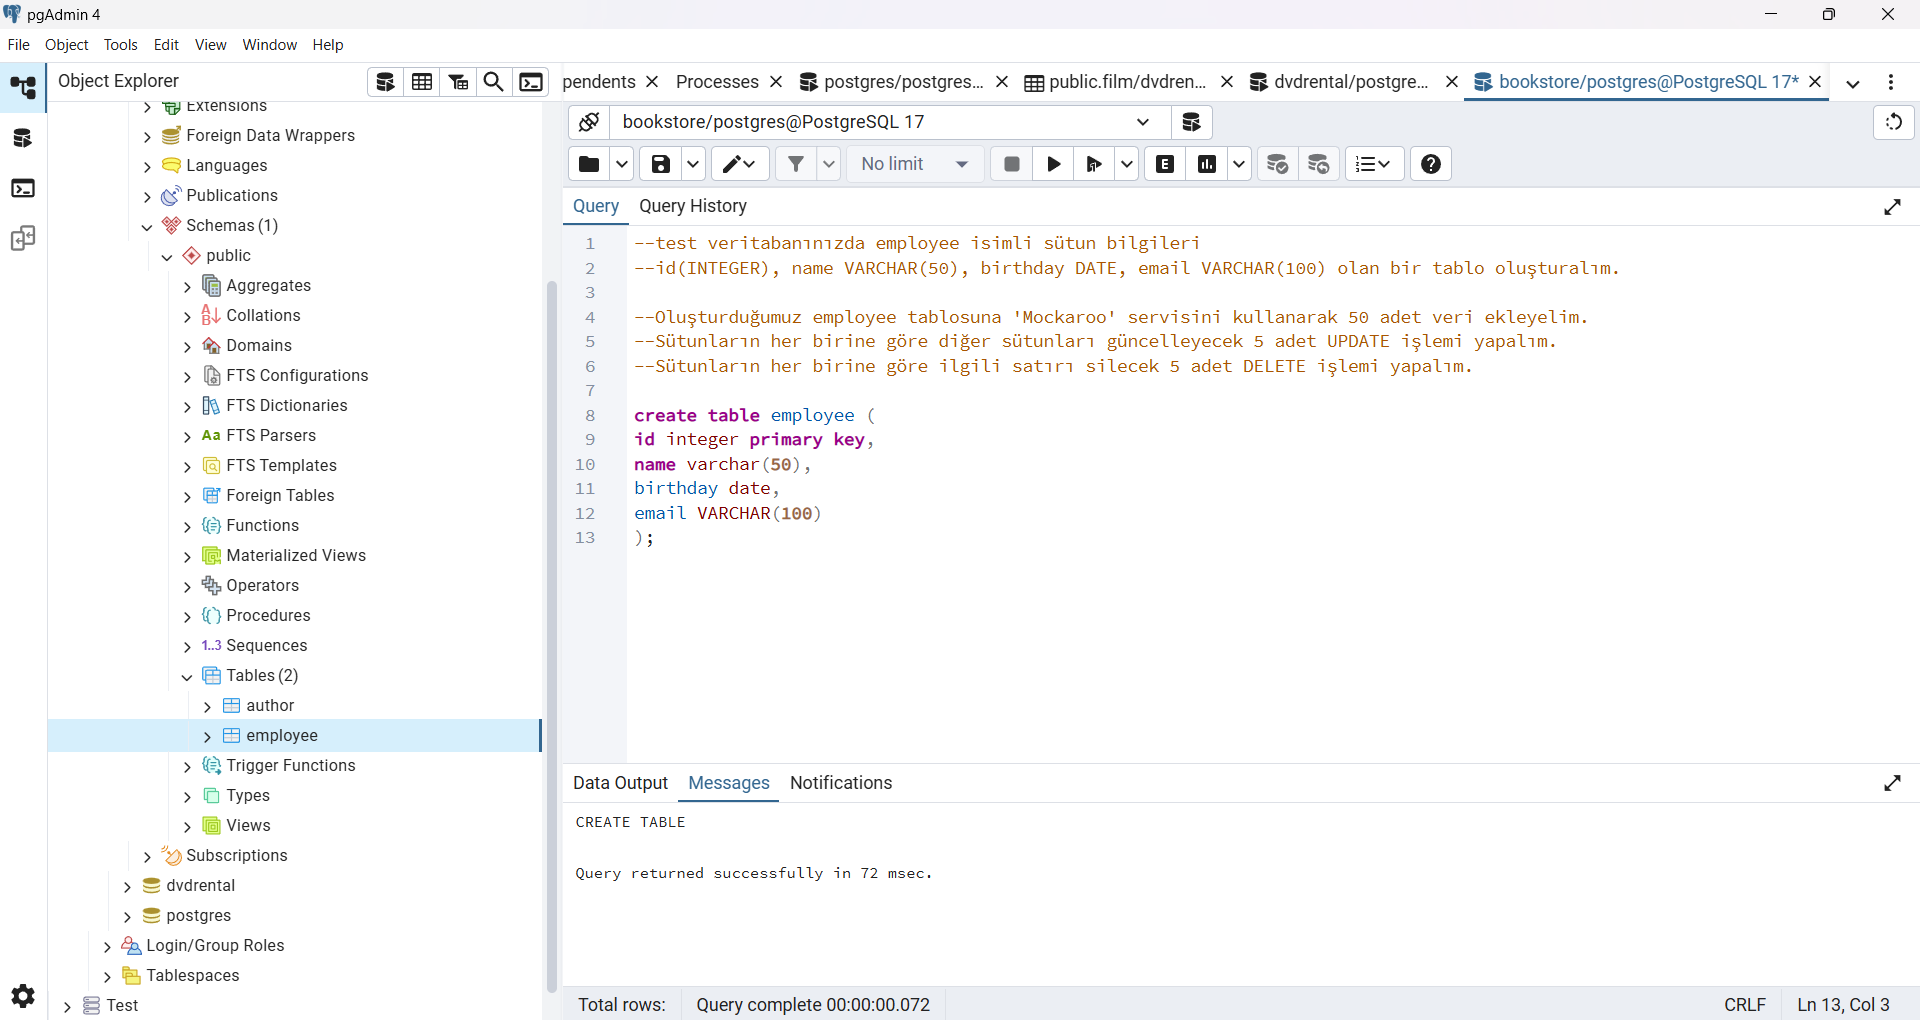 pgAdmin 4
File Object Tools Edit View Window Help
Object Explorer
pendents Processes postgres/postgres... public.film/dvdren... dvdrental/postgre... bookstore/postgres@PostgreSQL 17*
Extensions
Foreign Data Wrappers
Languages
Publications
Schemas (1)
public
Aggregates
Collations
Domains
FTS Configurations
FTS Dictionaries
Aa FTS Parsers
FTS Templates
Foreign Tables
Functions
Materialized Views
Operators
Procedures
1..3 Sequences
Tables (2)
author
employee
Trigger Functions
Types
Views
Subscriptions
dvdrental
postgres
Login/Group Roles
Tablespaces
Test
bookstore/postgres@PostgreSQL 17
No limit E
Query Query History
1 --test veritabanınızda employee isimli sütun bilgileri
2 --id(INTEGER), name VARCHAR(50), birthday DATE, email VARCHAR(100) olan bir tablo oluşturalım.
3
4 --Oluşturduğumuz employee tablosuna 'Mockaroo' servisini kullanarak 50 adet veri ekleyelim.
5 --Sütunların her birine göre diğer sütunları güncelleyecek 5 adet UPDATE işlemi yapalım.
6 --Sütunların her birine göre ilgili satırı silecek 5 adet DELETE işlemi yapalım.
7
8 create table employee (
9 id integer primary key,
10 name varchar(50),
11 birthday date,
12 email VARCHAR(100)
13 );
Data Output Messages Notifications
CREATE TABLE
Query returned successfully in 72 msec.
Total rows: Query complete 00:00:00.072 CRLF Ln 13, Col 3